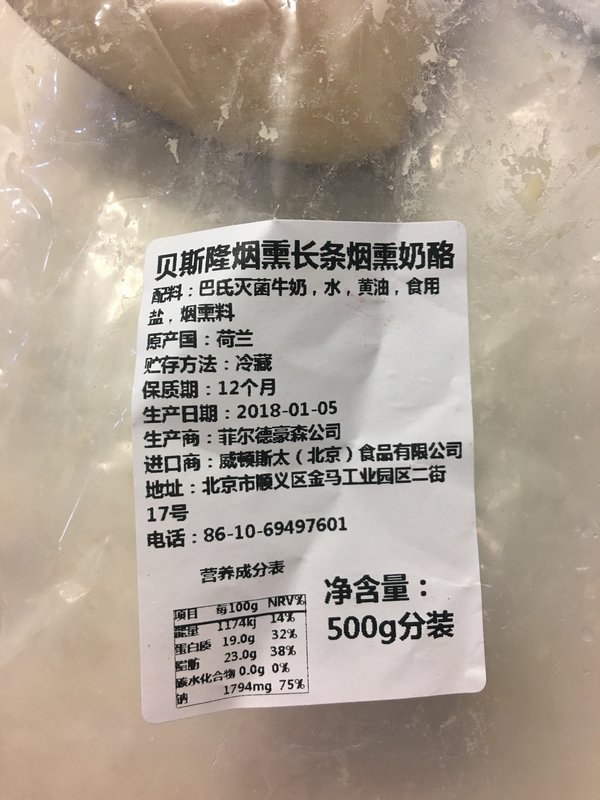 贝斯隆烟熏长条烟熏奶酪
配料：巴氏灭菌牛奶，水，黄油，食用
盐，烟熏料
原产国：荷兰
贮存方法：冷藏
保质期：12个月
生产日期：2018-01-05
生产商：菲尔德豪森公司
进口商：威顿斯太（北京）食品有限公司
地址：北京市顺义区金马工业园区二街
17号
电话：86-10-69497601
营养成分表
项目 每100g NRV%
能量 1174kj 14%
蛋白质 19.0g 32%
脂肪 23.0g 38%
碳水化合物 0.0g 0%
钠 1794mg 75%
净含量：
500g分装